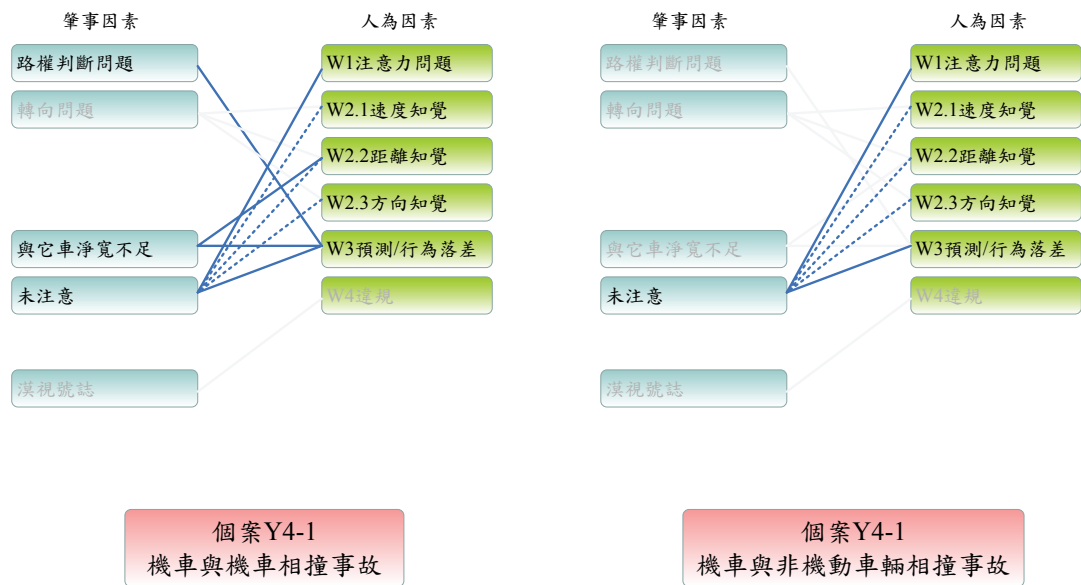 肇事因素
人為因素
路權判斷問題
轉向問題
與它車淨寬不足
未注意
漠視號誌
W1注意力問題
W2.1速度知覺
W2.2距離知覺
W2.3方向知覺
W3預測/行為落差
W4違規
個案Y4-1
機車與機車相撞事故
肇事因素
人為因素
路權判斷問題
轉向問題
與它車淨寬不足
未注意
漠視號誌
W1注意力問題
W2.1速度知覺
W2.2距離知覺
W2.3方向知覺
W3預測/行為落差
W4違規
個案Y4-1
機車與非機動車輛相撞事故